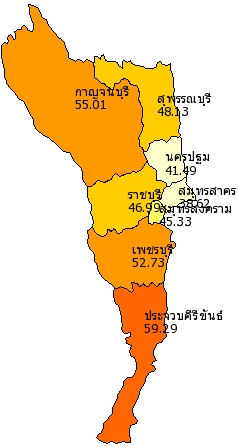 กาญจนบุรี
55.01
สุพรรณบุรี
48.13
นครปฐม
41.49
สมุทรสาคร
38.62
ราชบุรี
46.99
สมุทรสงคราม
45.33
เพชรบุรี
52.73
ประจวบคีรีขันธ์
59.29